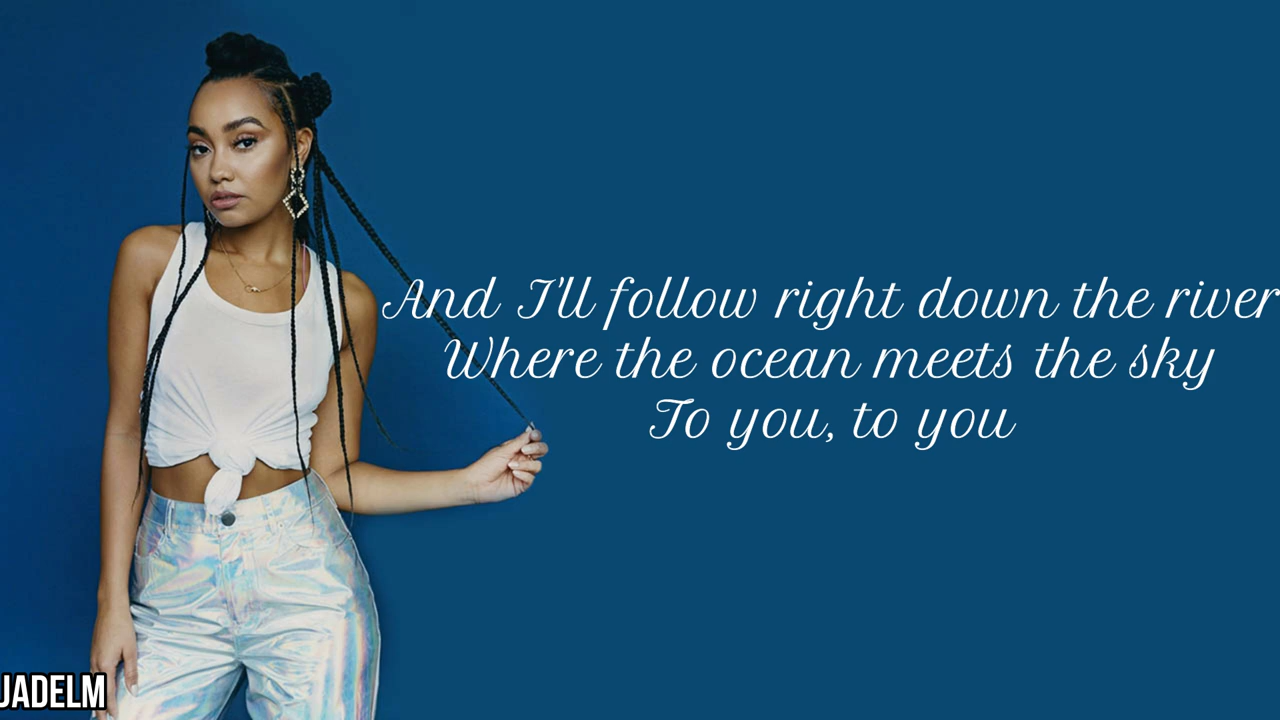 And I'll follow right down the river
Where the ocean meets the sky
To you, to you
JADELM